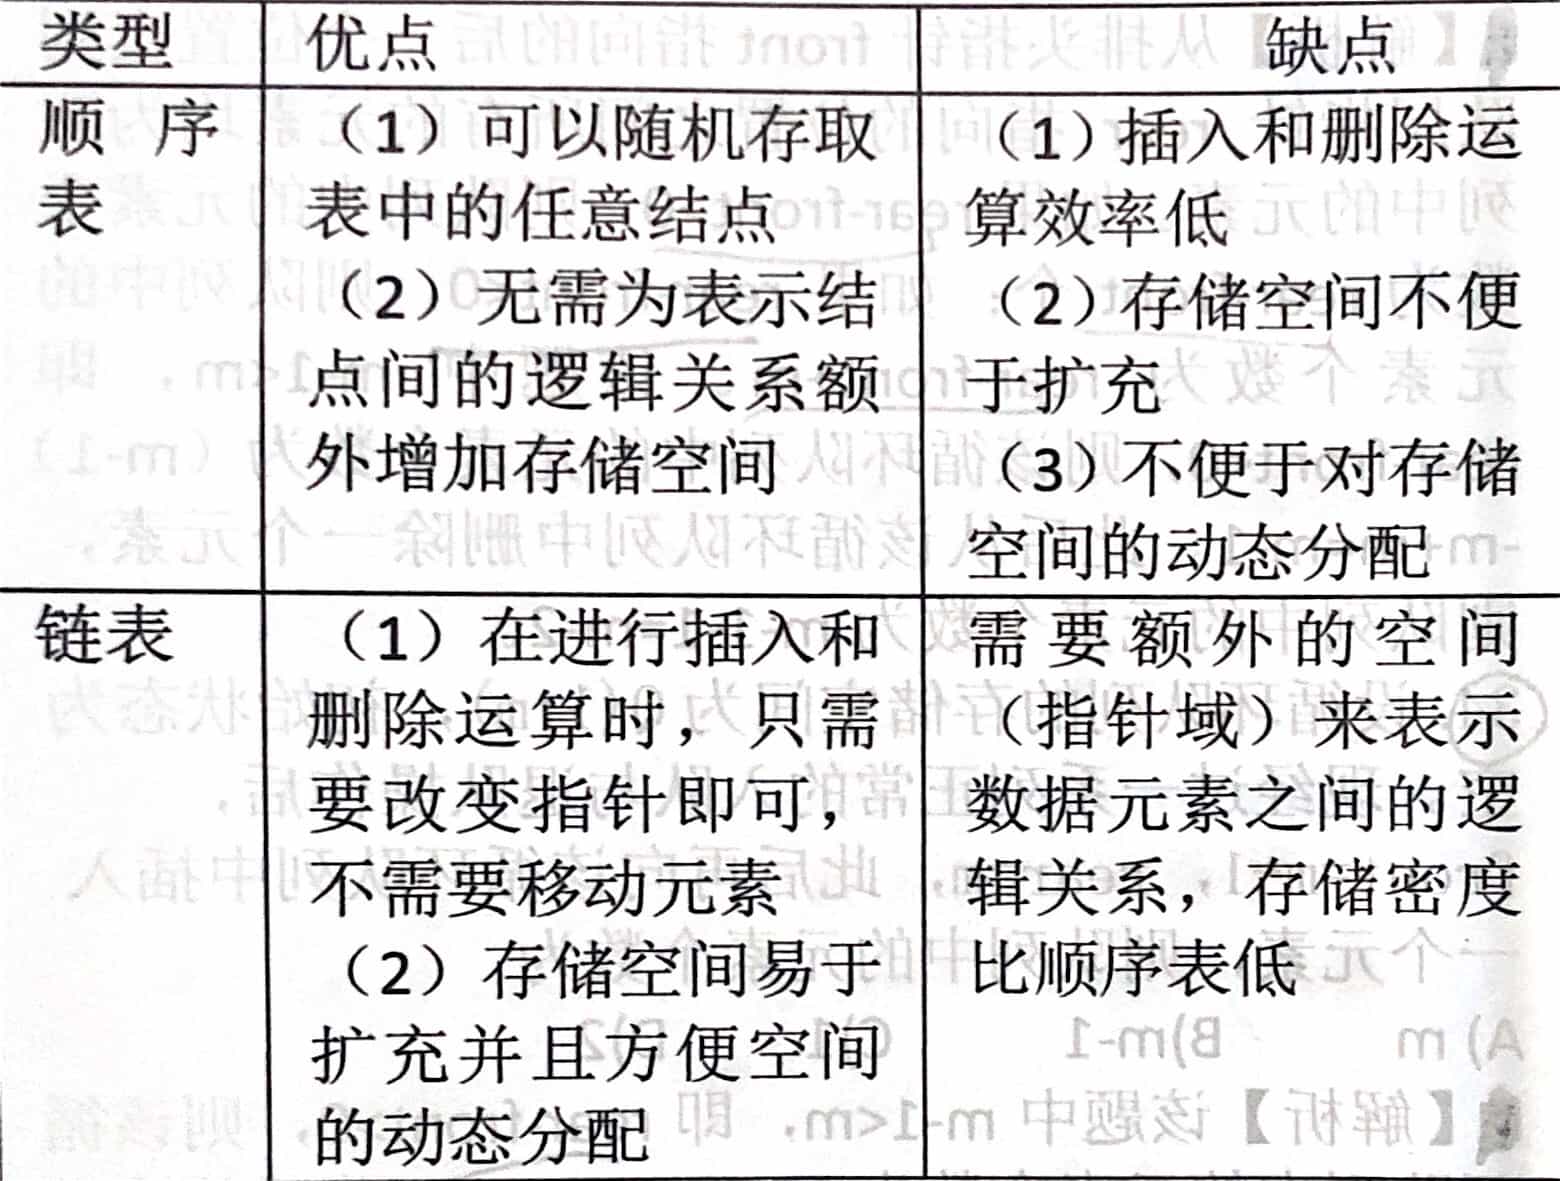 类型 优点 缺点
顺 序
表
（1）可以随机存取
表中的任意结点
（2）无需为表示结
点间的逻辑关系额
外增加存储空间
（1）插入和删除运
算效率低
（2）存储空间不便
于扩充
（3）不便于对存储
空间的动态分配
链表
（1）在进行插入和
删除运算时，只需
要改变指针即可，
不需要移动元素
（2）存储空间易于
扩充并且方便空间
的动态分配
需要额外的空间
（指针域）来表示
数据元素之间的逻
辑关系，存储密度
比顺序表低